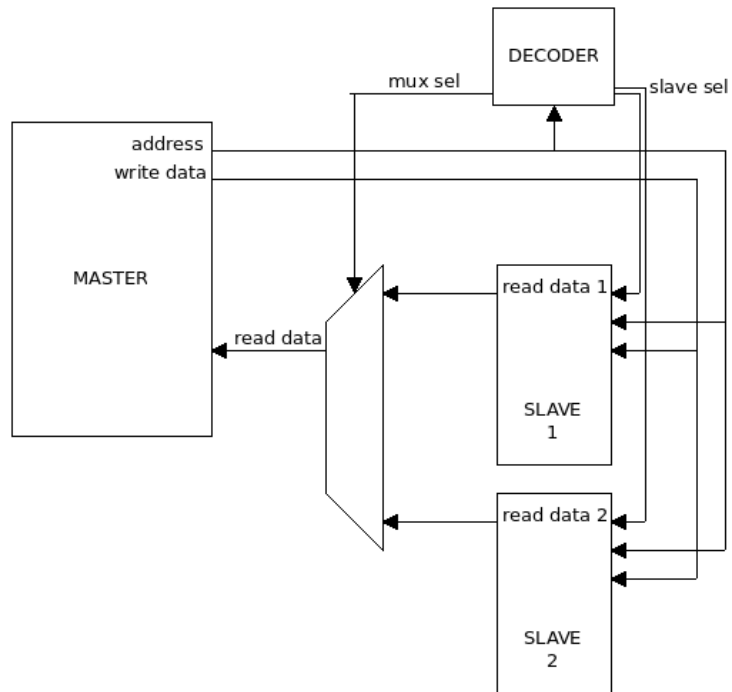 DECODER
mux sel
slave sel
address
write data
MASTER
read data 1
read data
SLAVE
1
read data 2
SLAVE
2